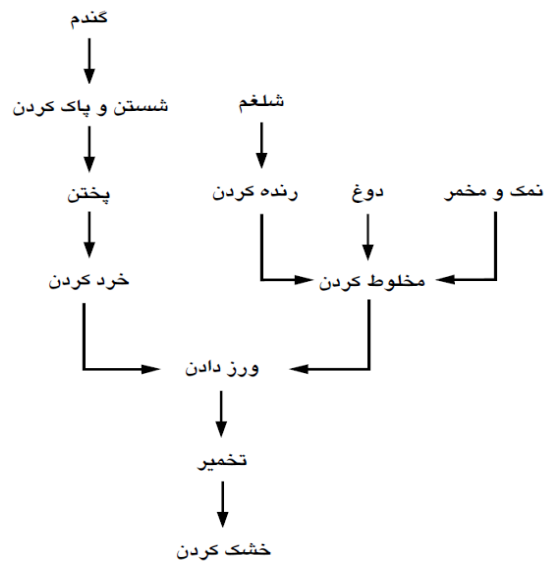 گندم
شستن و پاک کردن
شلغم
پختن
رنده کردن
دوغ
نمک و مخمر
خرد کردن
مخلوط کردن
ورز دادن
تخمیر
خشک کردن